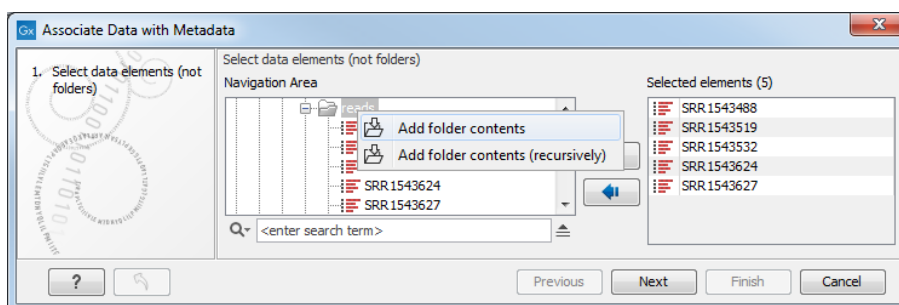 Gx Associate Data with Metadata
X
1. Select data elements (not
folders)
Select data elements (not folders)
Navigation Area
reads
Add folder contents
Add folder contents (recursively)
SRR1543624
SRR1543627
<enter search term>
Selected elements (5)
SRR1543488
SRR1543519
SRR1543532
SRR1543624
SRR1543627
?
Previous
Next
Finish
Cancel